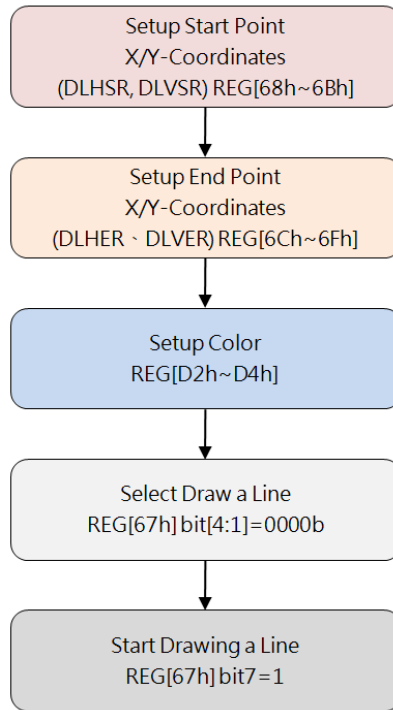 Setup Start Point
X/Y-Coordinates
(DLHSR, DLVSR) REG[68h~6Bh]
Setup End Point
X/Y-Coordinates
(DLHER、DLVER) REG[6Ch~6Fh]
Setup Color
REG[D2h~D4h]
Select Draw a Line
REG[67h] bit[4:1]=0000b
Start Drawing a Line
REG[67h] bit7=1